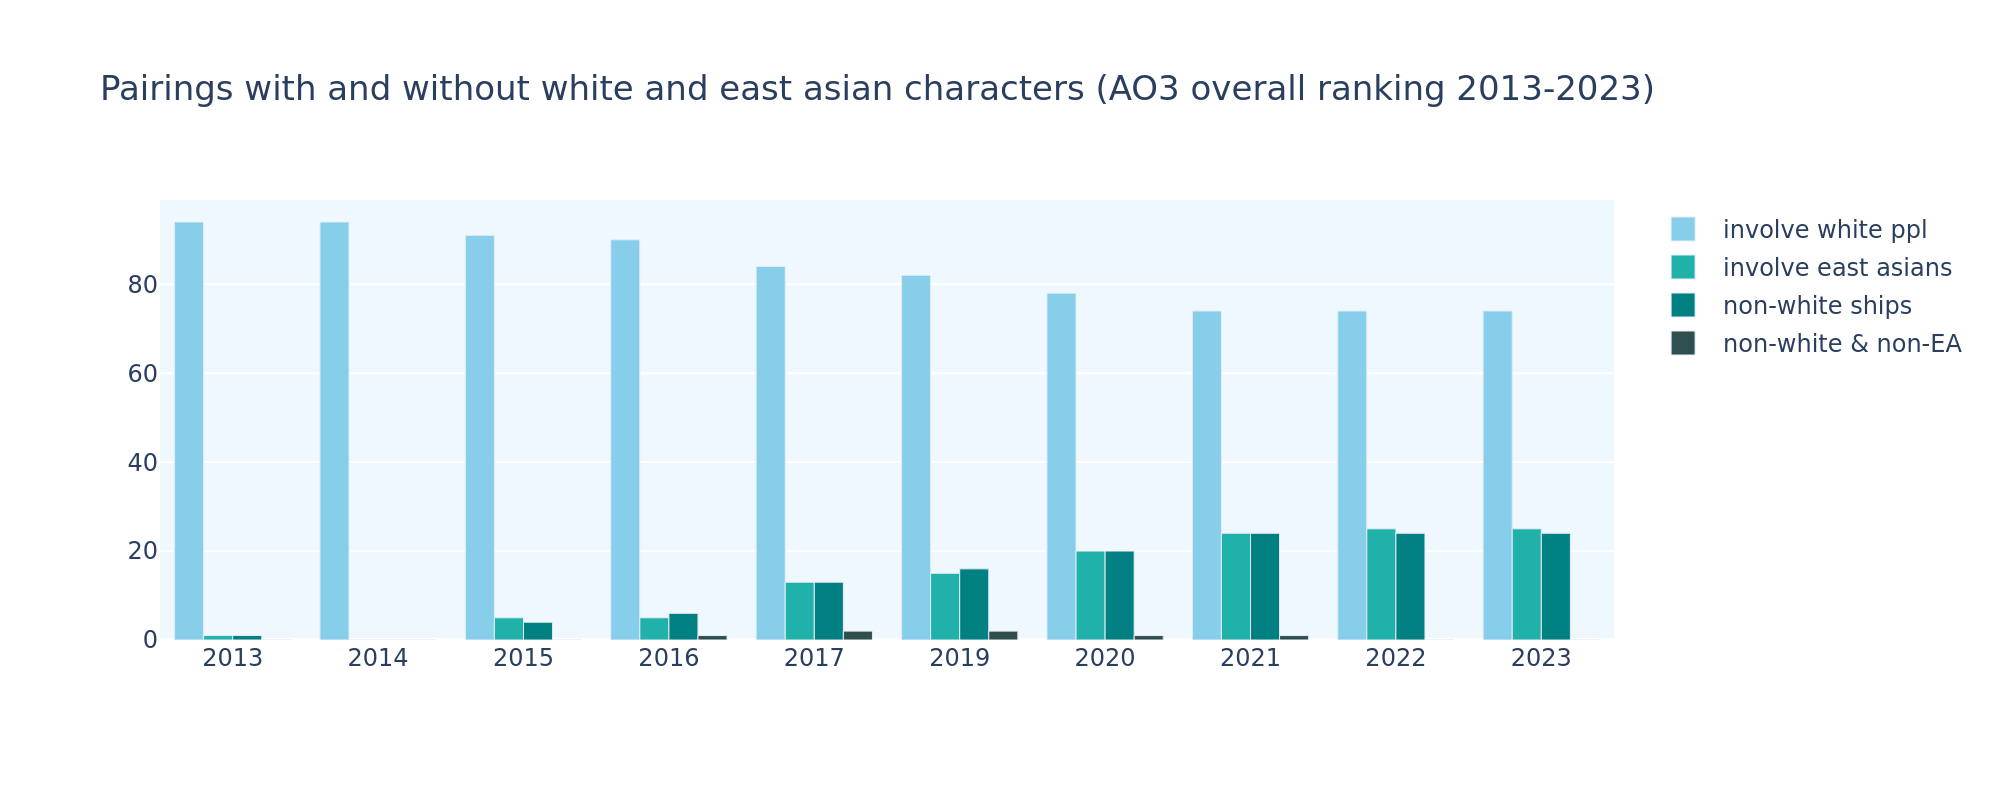 Pairings with and without white and east asian characters (AO3 overall ranking 2013-2023)
involve white ppl
involve east asians
non-white ships
non-white & non-EA
80
60
40
20
0
2013 2014 2015 2016 2017 2019 2020 2021 2022 2023